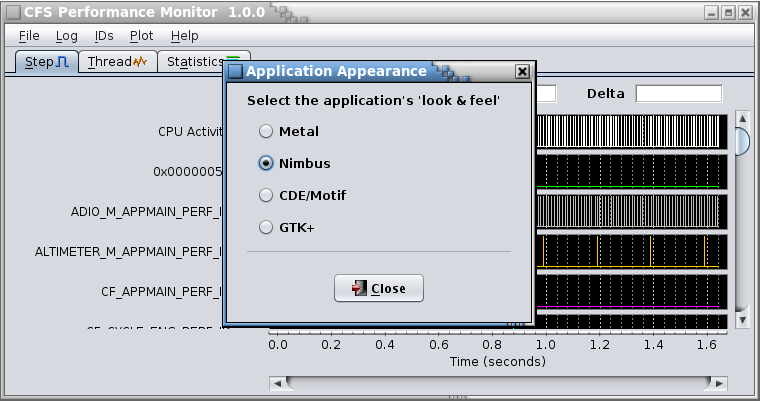 CFS Performance Monitor 1.0.0
File Log IDs Plot Help
Step Thread Statistics
Application Appearance
Select the application's 'look & feel'
Metal
Nimbus
CDE/Motif
GTK+
Close
Delta
CPU Activit
0x0000005
ADIO_M_APPMAIN_PERF_I
ALTIMETER_M_APPMAIN_PERF_I
CF_APPMAIN_PERF_I
0.0 0.2 0.4 0.6 0.8 1.0 1.2 1.4 1.6
Time (seconds)